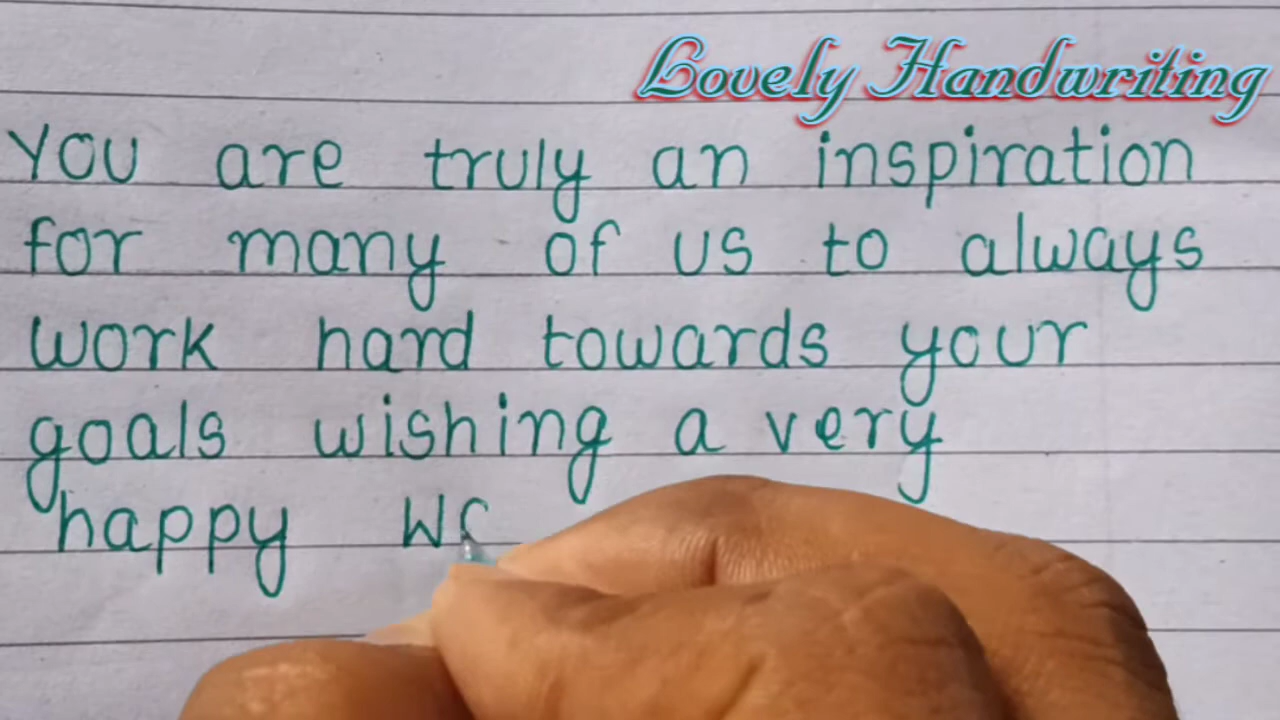 Lovely Handwriting
You are truly an inspiration
for many of us to always
work hard towards your
goals wishing a very
happy